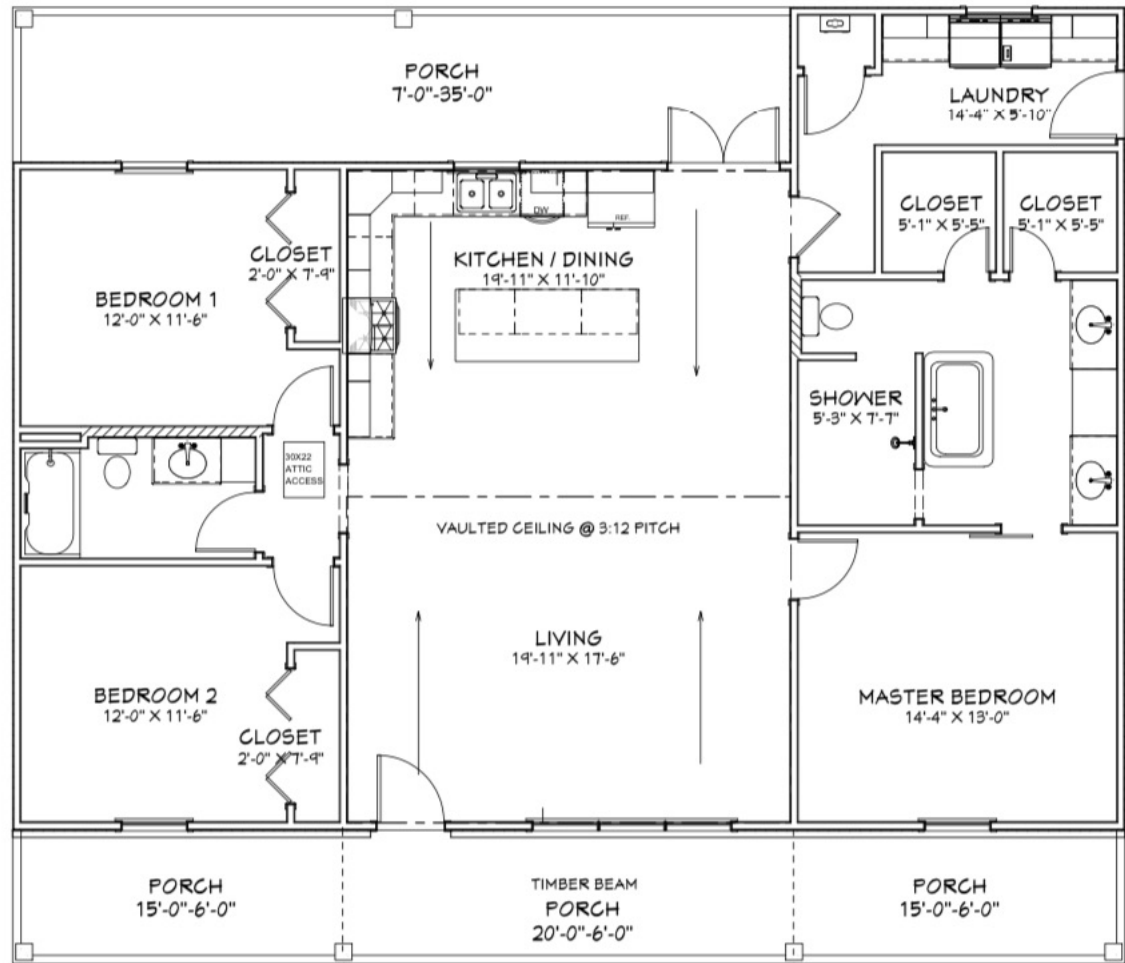 PORCH
7'-0"-35'-0"
LAUNDRY
14'-4" X 5'-10"
CLOSET
5'-1" X 5'-5"
CLOSET
5'-1" X 5'-5"
DW
REF.
CLOSET
2'-0" X 7'-9"
KITCHEN / DINING
19'-11" X 11'-10"
BEDROOM 1
12'-0" X 11'-6"
SHOWER
5'-3" X 7'-7"
30X22
ATTIC
ACCESS
VAULTED CEILING @ 3:12 PITCH
LIVING
19'-11" X 17'-6"
BEDROOM 2
12'-0" X 11'-6"
MASTER BEDROOM
14'-4" X 13'-0"
CLOSET
2'-0" X 7'-9"
PORCH
15'-0"-6'-0"
TIMBER BEAM
PORCH
20'-0"-6'-0"
PORCH
15'-0"-6'-0"